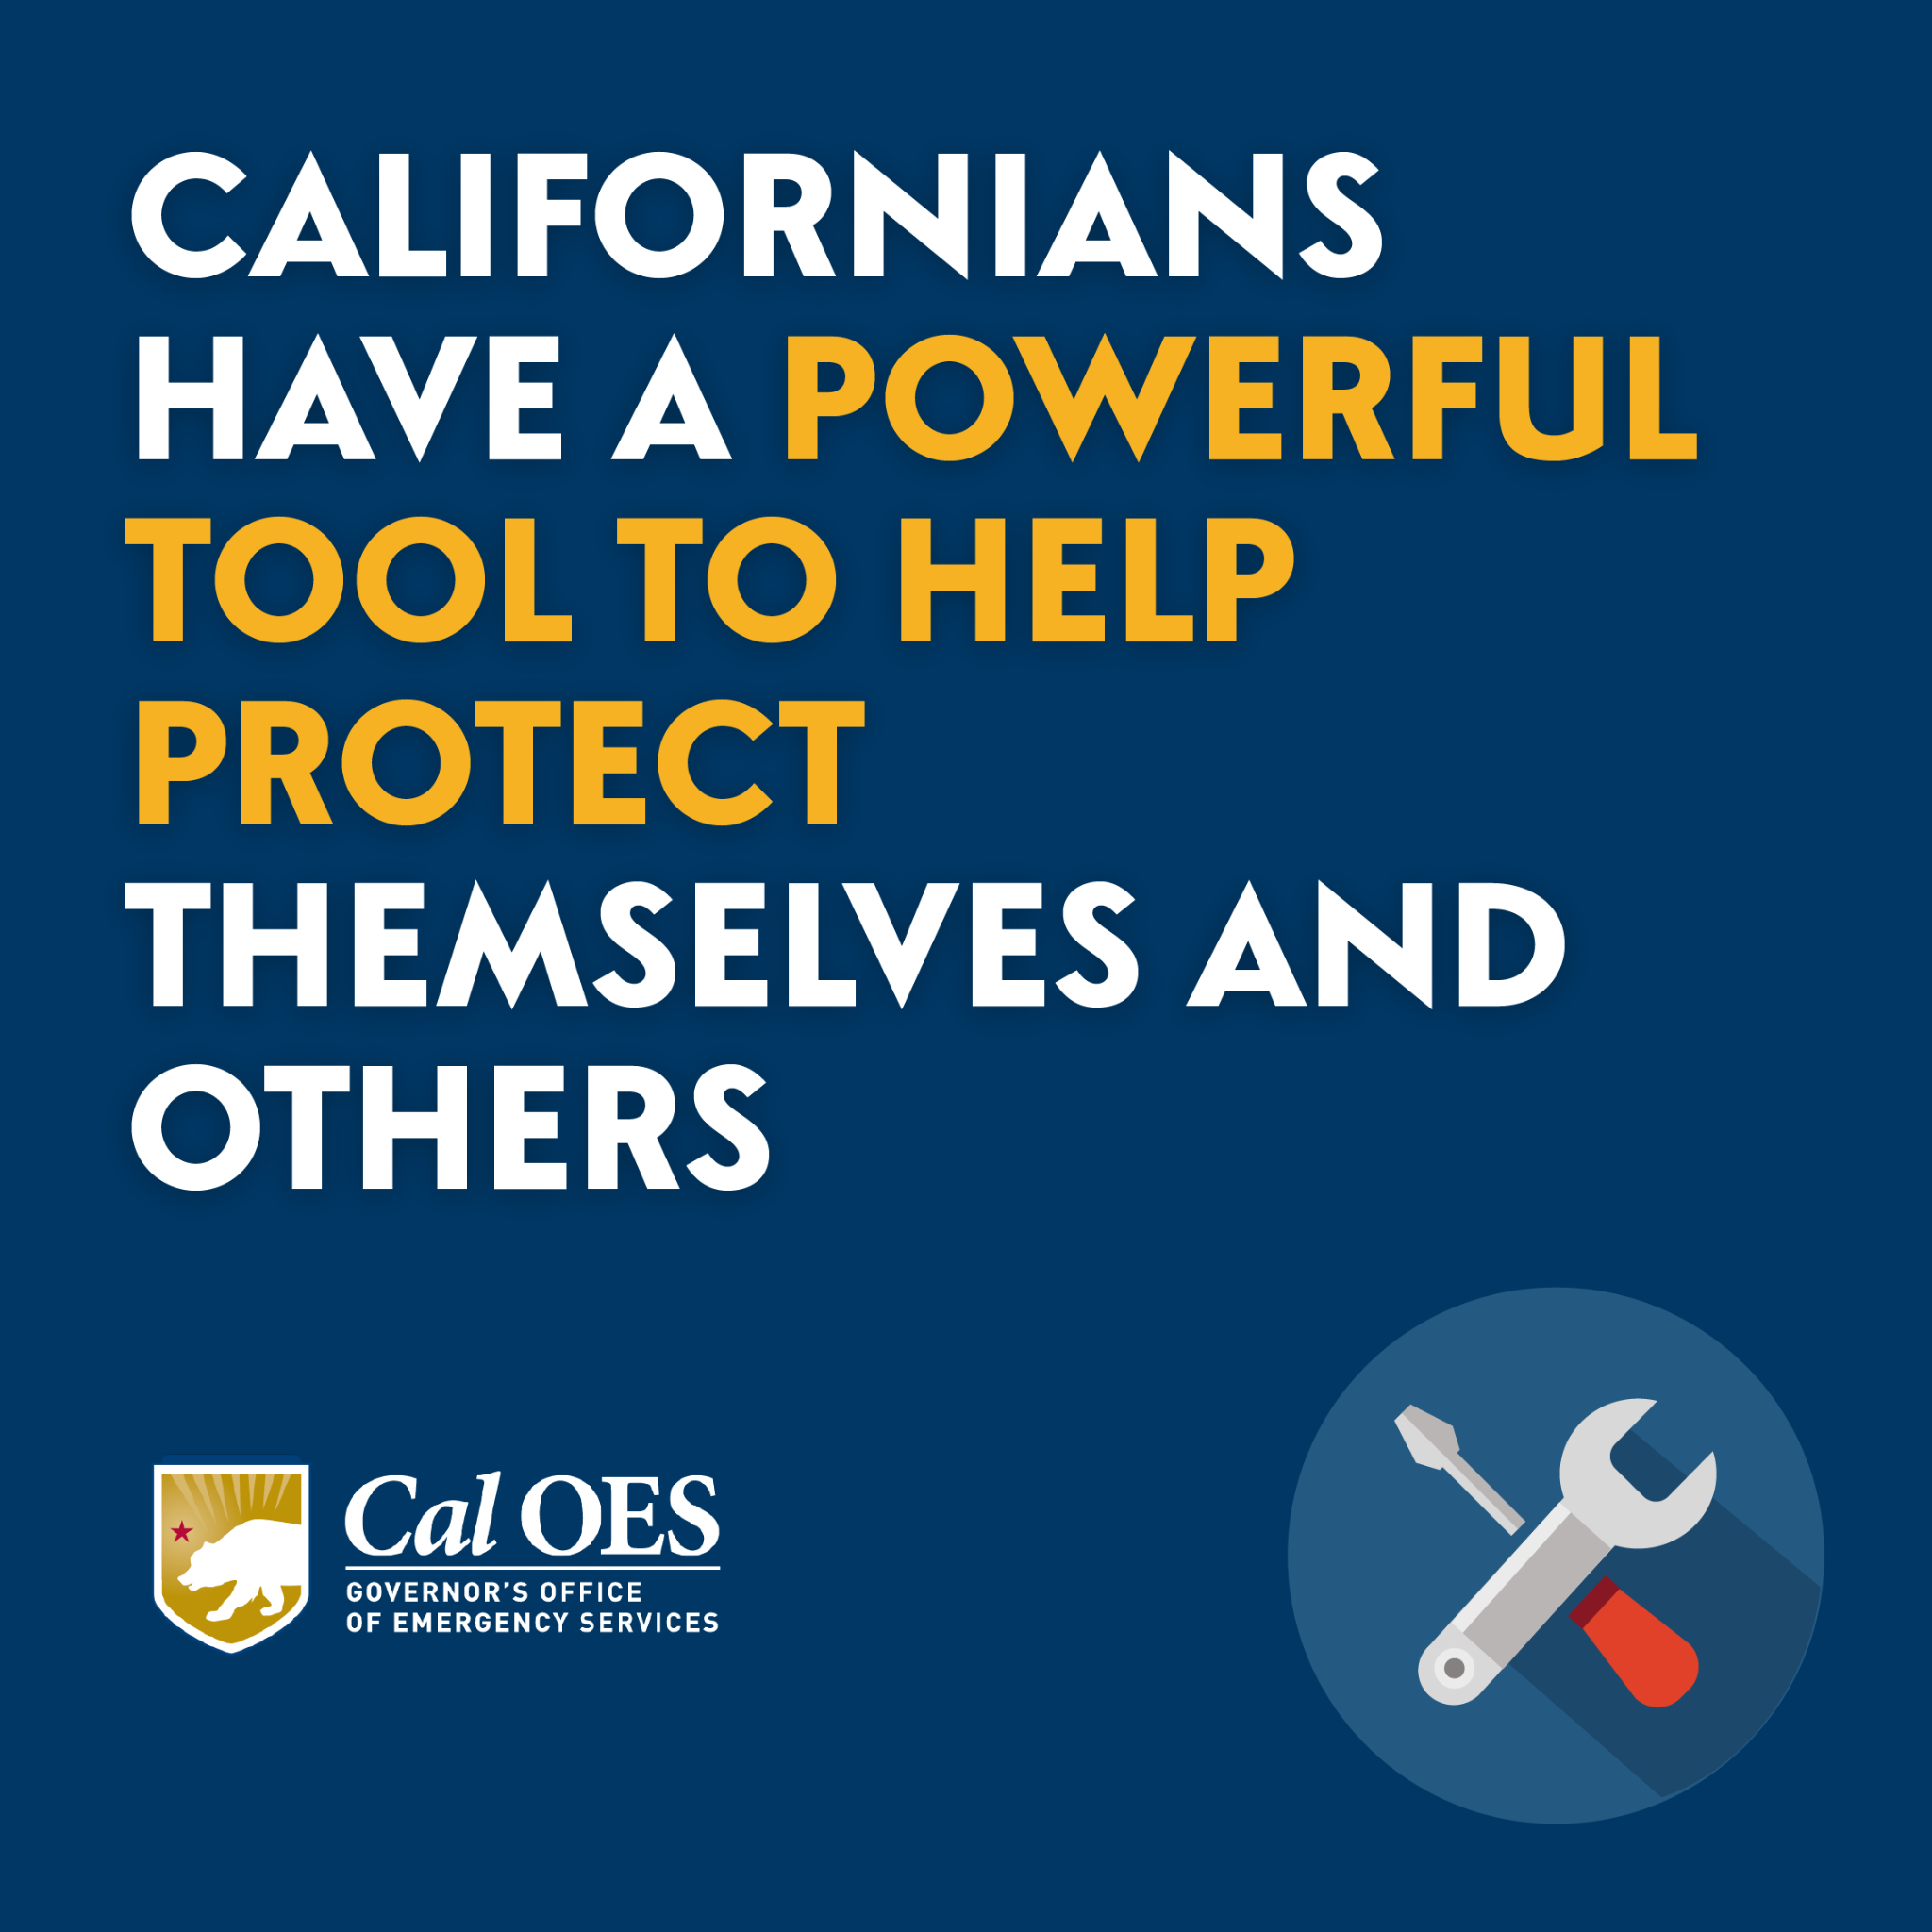 CALIFORNIANS
HAVE A POWERFUL
TOOL TO HELP
PROTECT
THEMSELVES AND
OTHERS
Cal OES
GOVERNOR'S OFFICE
OF EMERGENCY SERVICES